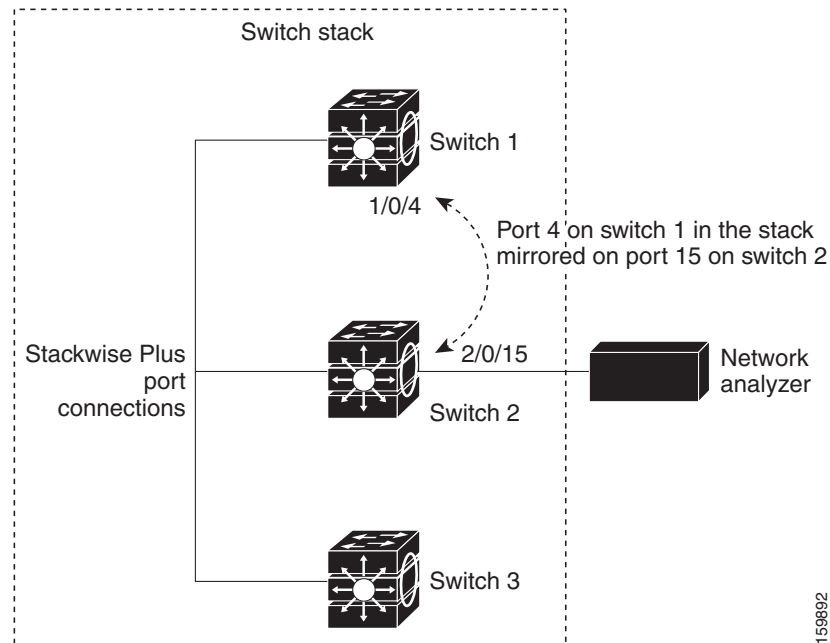 Switch stack
Switch 1
1/0/4
Port 4 on switch 1 in the stack
mirrored on port 15 on switch 2
2/0/15
Stackwise Plus
port
connections
Switch 2
Network
analyzer
Switch 3
159892